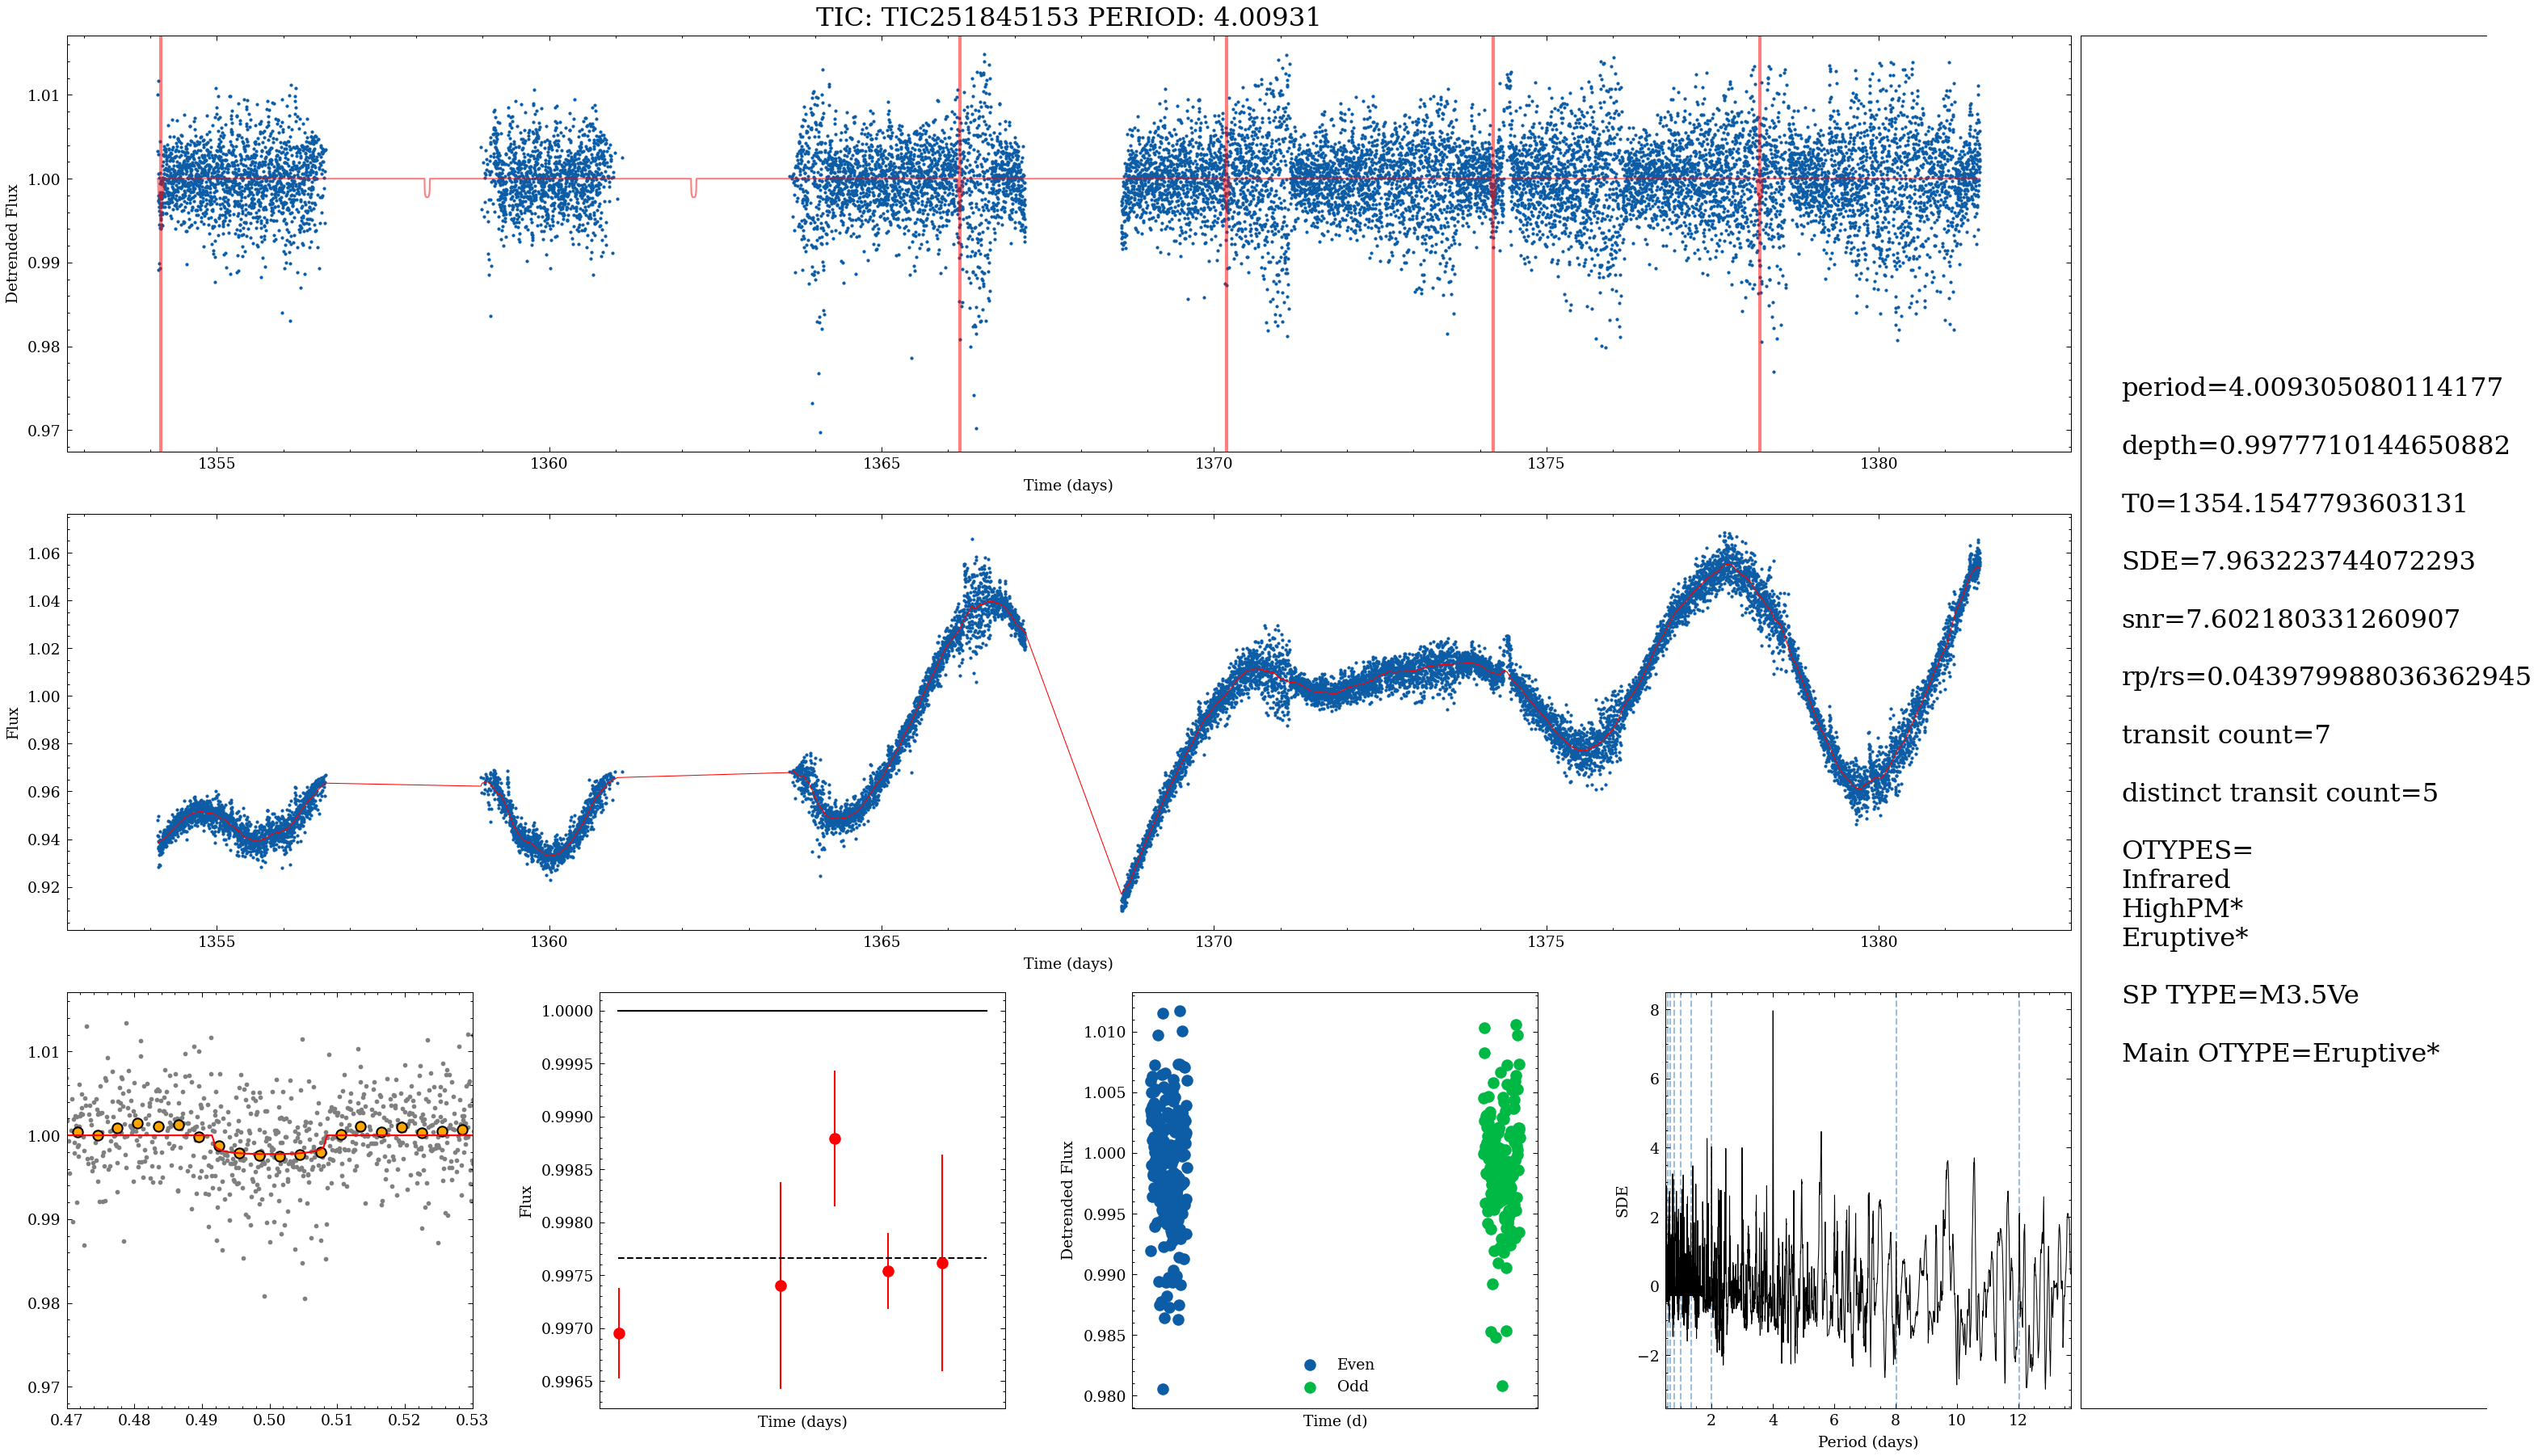 TIC: TIC251845153 PERIOD: 4.00931
1.01
1.00
0.99
0.98
0.97
Detrended Flux
1355 1360 1365 1370 1375 1380
Time (days)
1.06
1.04
1.02
1.00
0.98
0.96
0.94
0.92
Flux
1355 1360 1365 1370 1375 1380
Time (days)
1.01
1.00
0.99
0.98
0.97
0.47 0.48 0.49 0.50 0.51 0.52 0.53
1.0000
0.9995
0.9990
0.9985
0.9980
0.9975
0.9970
0.9965
Flux
Time (days)
1.010
1.005
1.000
0.995
0.990
0.985
0.980
Detrended Flux
Even
Odd
Time (d)
8
6
4
2
0
−2
SDE
2 4 6 8 10 12
Period (days)
period=4.009305080114177
depth=0.9977710144650882
T0=1354.1547793603131
SDE=7.963223744072293
snr=7.602180331260907
rp/rs=0.043979988036362945
transit count=7
distinct transit count=5
OTYPES=
Infrared
HighPM*
Eruptive*
SP TYPE=M3.5Ve
Main OTYPE=Eruptive*